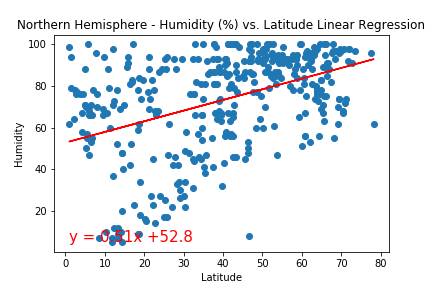 Northern Hemisphere - Humidity (%) vs. Latitude Linear Regression
100
80
60
40
20
Humidity
y = 0.51x +52.8
0 10 20 30 40 50 60 70 80
Latitude